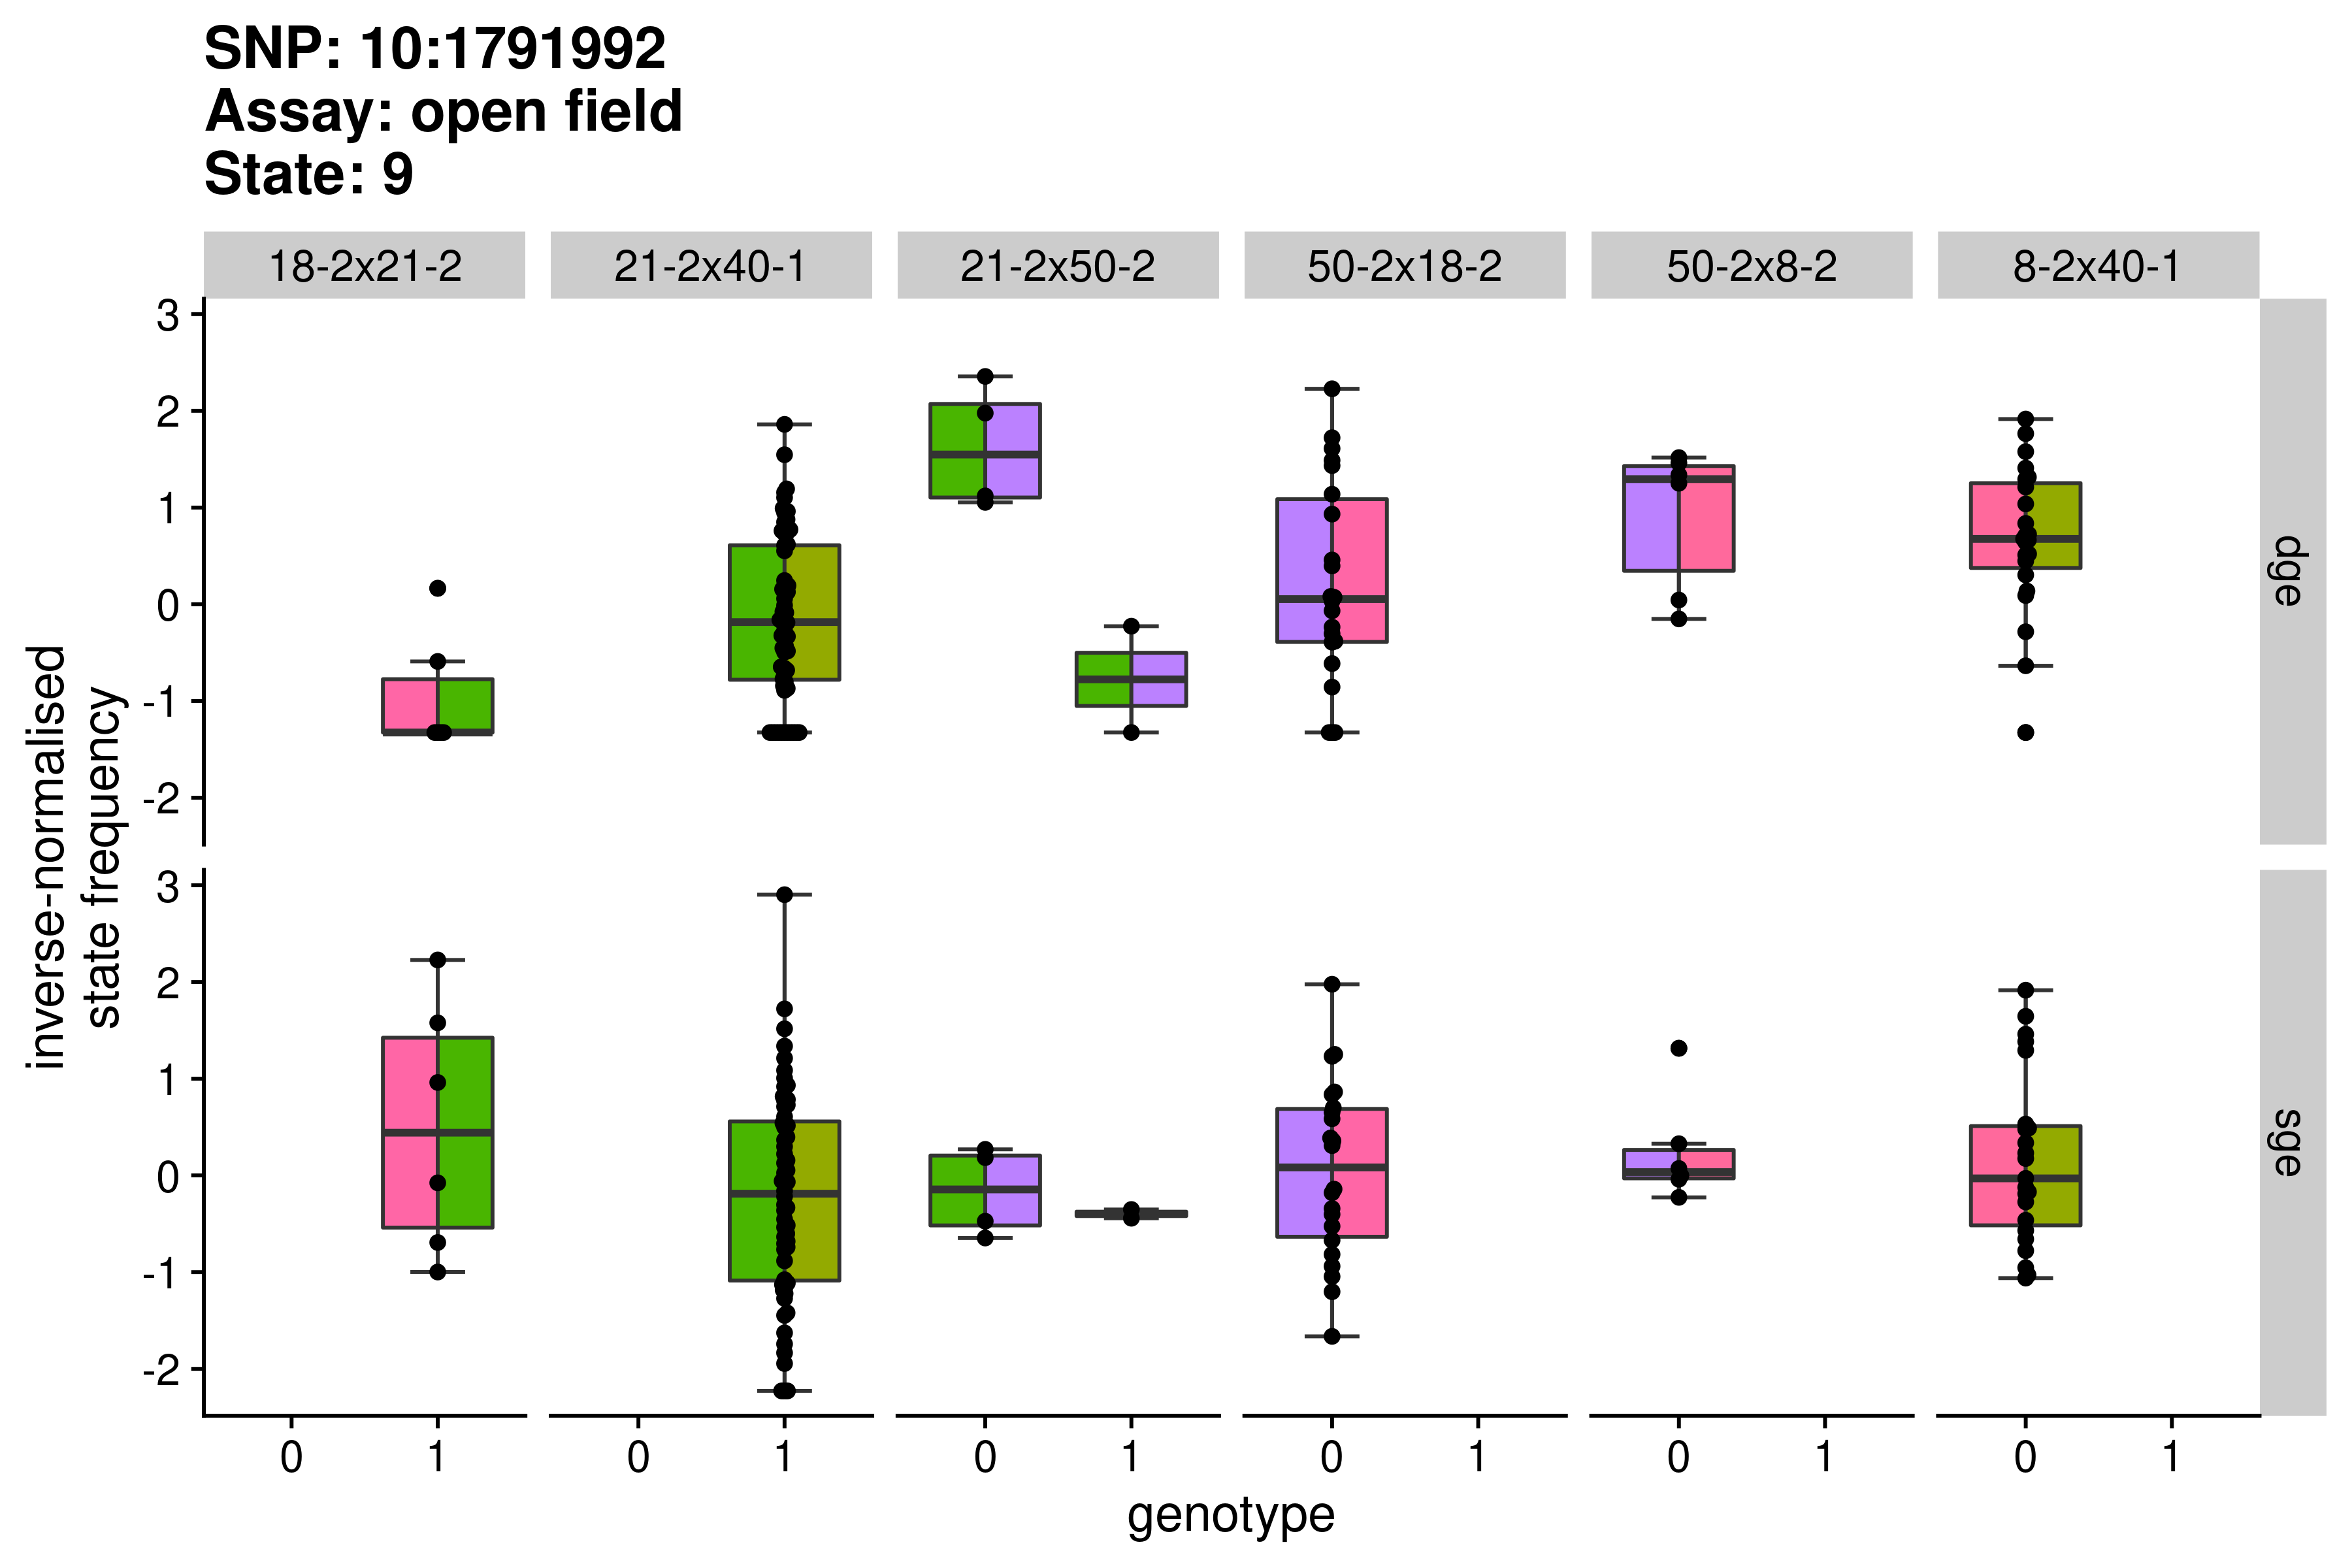 SNP: 10:1791992
Assay: open field
State: 9
18-2x21-2 21-2x40-1 21-2x50-2 50-2x18-2 50-2x8-2 8-2x40-1
3
2
1
0
-1
-2
dge
3
2
1
0
-1
-2
sge
inverse-normalised
state frequency
0 1 0 1 0 1 0 1 0 1 0 1
genotype